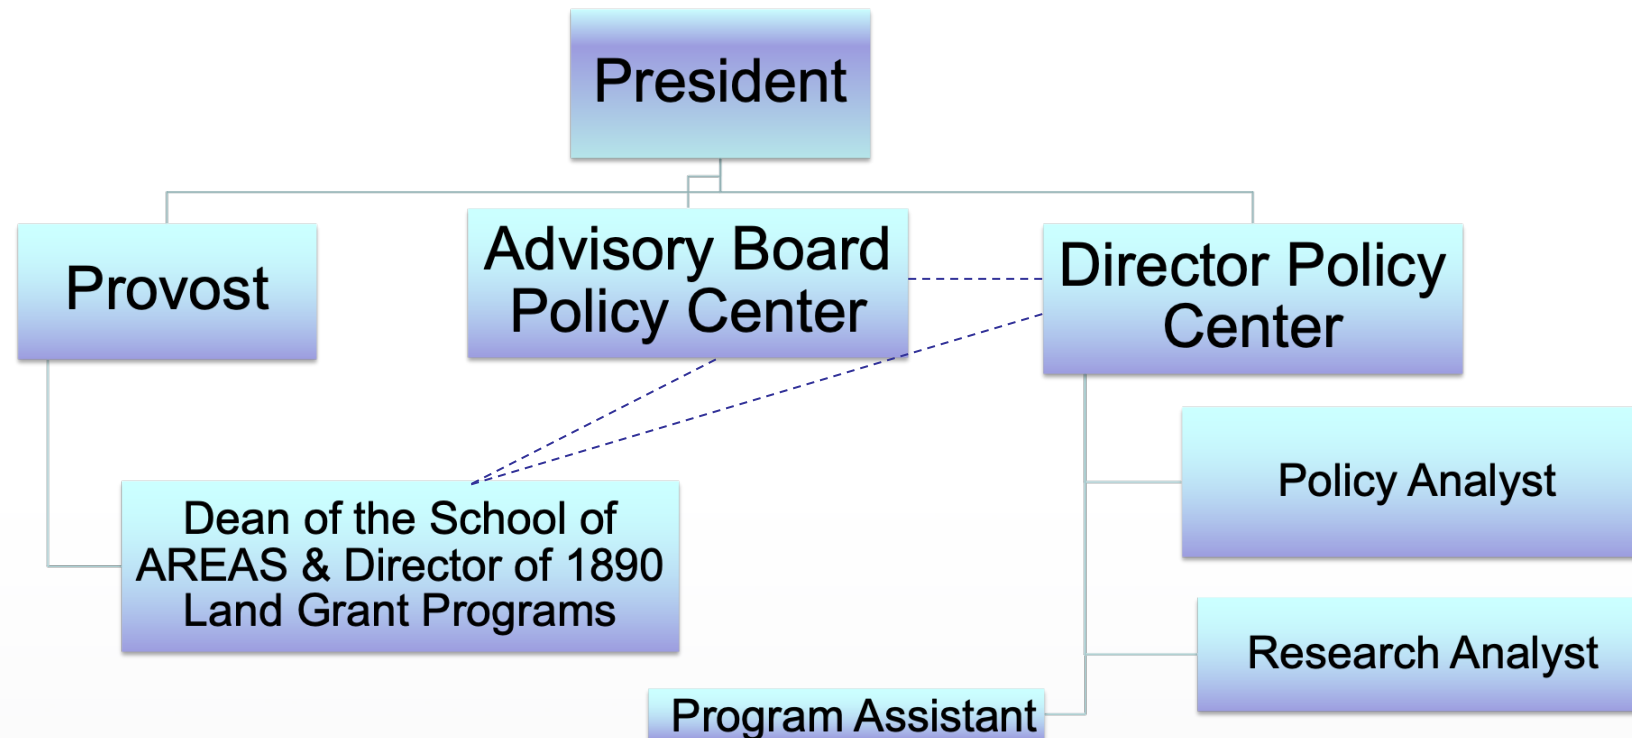 President
Provost
Advisory Board
Policy Center
Director Policy
Center
Policy Analyst
Dean of the School of
AREAS & Director of 1890
Land Grant Programs
Research Analyst
Program Assistant